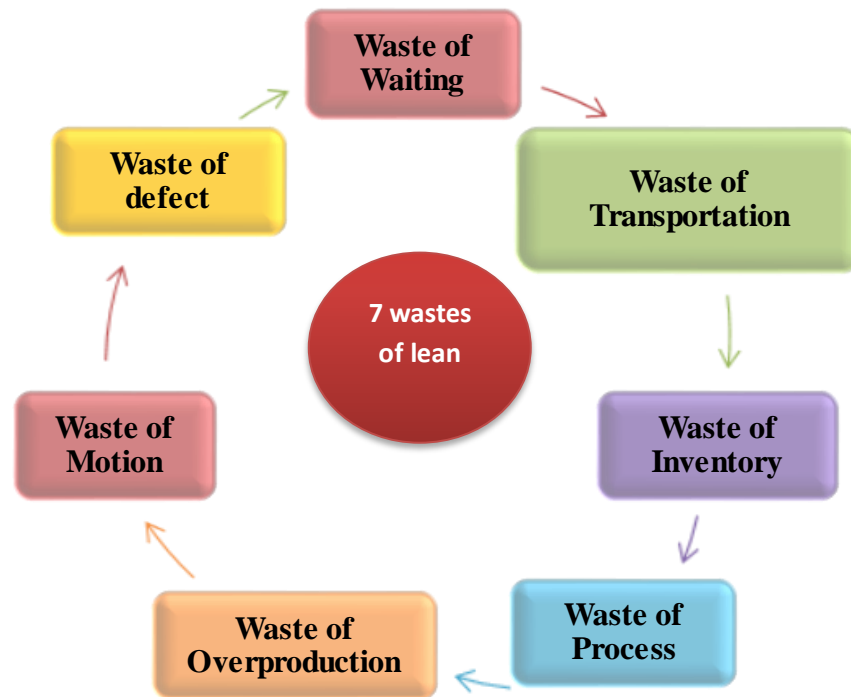 Waste of
Waiting
Waste of
Transportation
Waste of
Inventory
Waste of
Process
Waste of
Overproduction
Waste of
Motion
Waste of
defect
7 wastes
of lean